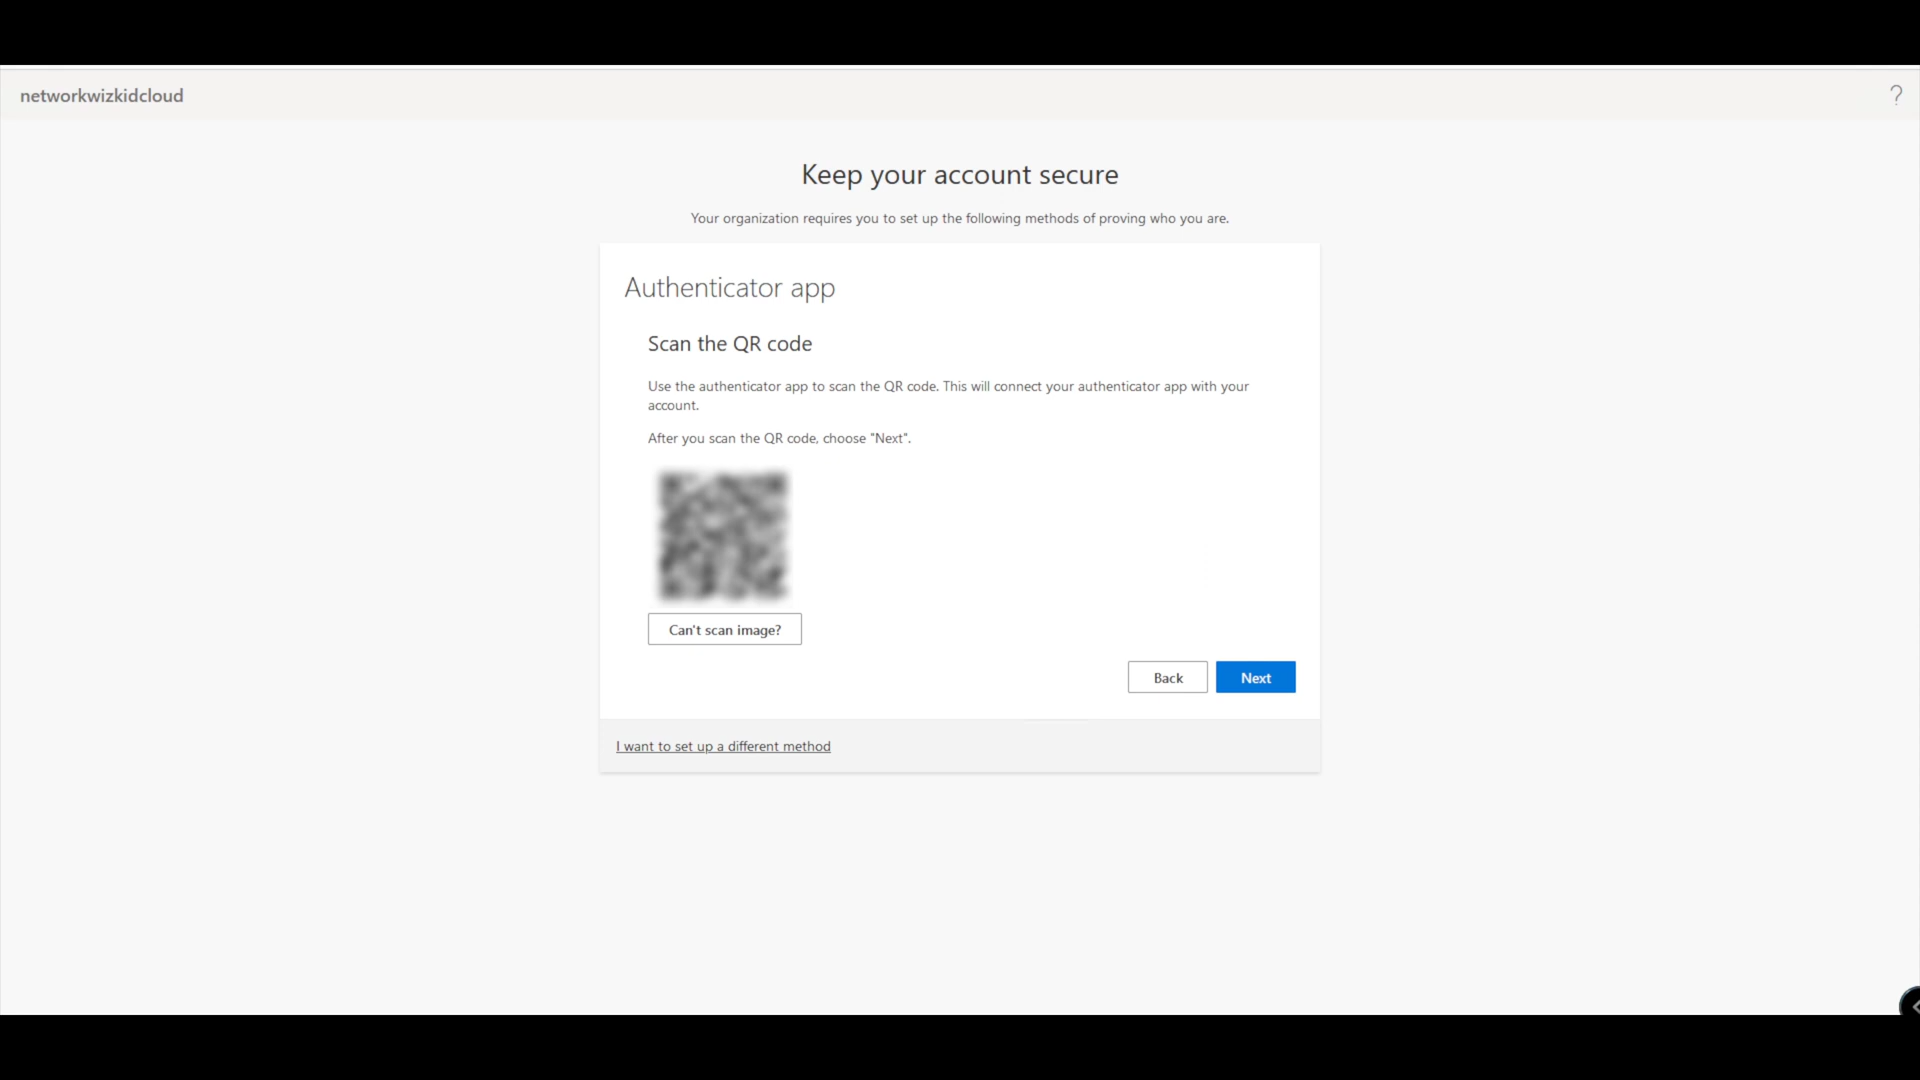 networkwizkidcloud
?
Keep your account secure
Your organization requires you to set up the following methods of proving who you are.
Authenticator app
Scan the QR code
Use the authenticator app to scan the QR code. This will connect your authenticator app with your
account.
After you scan the QR code, choose "Next".
Can't scan image?
Back
Next
I want to set up a different method